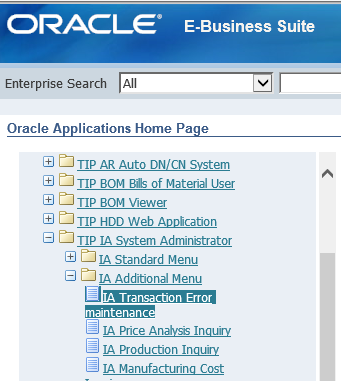 ORACLE® E-Business Suite
Enterprise Search All
Oracle Applications Home Page
TIP AR Auto DN/CN System
TIP BOM Bills of Material User
TIP BOM Viewer
TIP HDD Web Application
TIP IA System Administrator
IA Standard Menu
IA Additional Menu
IA Transaction Error
maintenance
IA Price Analysis Inquiry
IA Production Inquiry
IA Manufacturing Cost